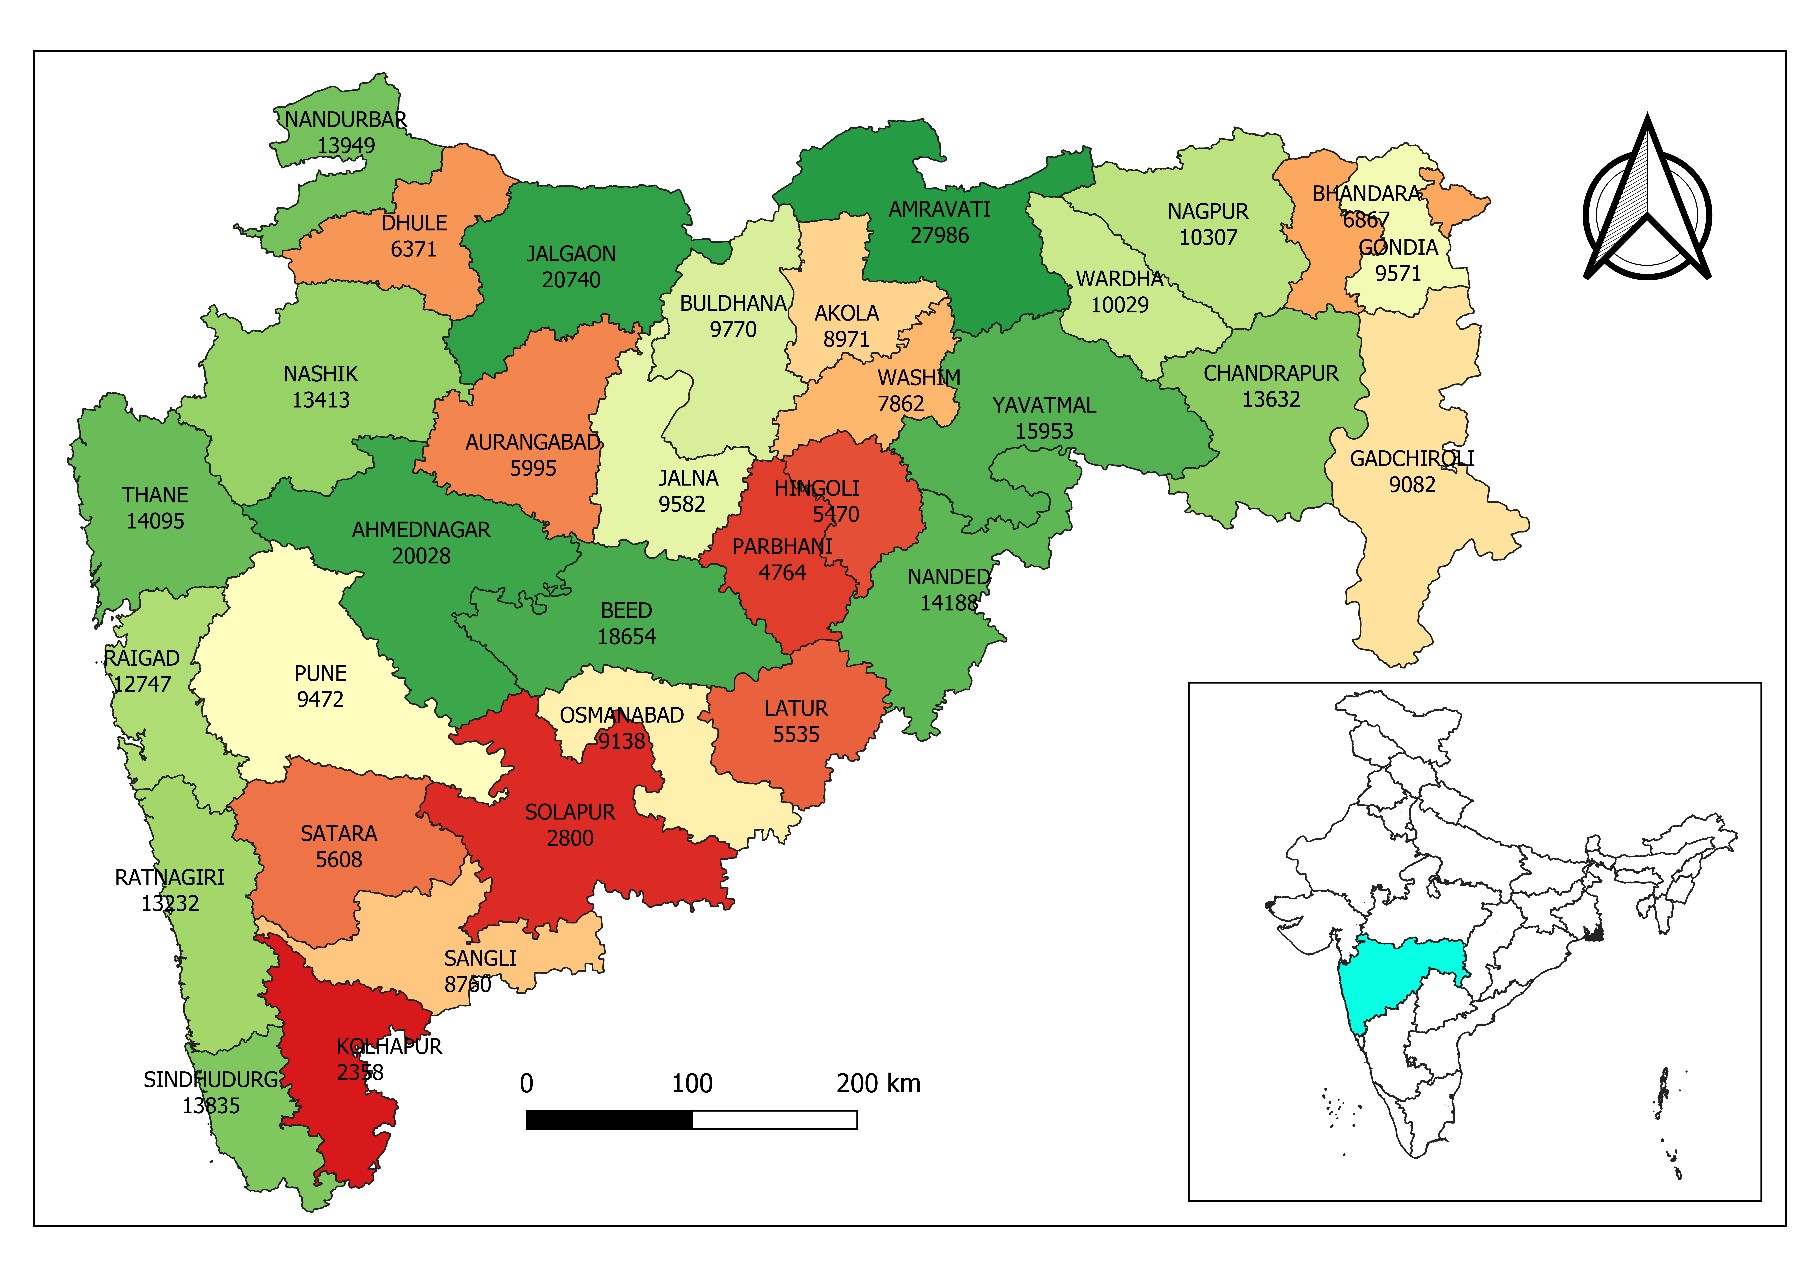 NANDURBAR
13949
DHULE
6371
JALGAON
20740
AMRAVATI
27986
NAGPUR
10307
BHANDARA
6867
GONDIA
9571
WARDHA
10029
BULDHANA
9770
AKOLA
8971
NASHIK
13413
WASHIM
7862
YAVATMAL
15953
CHANDRAPUR
13632
GADCHIROLI
9082
AURANGABAD
5995
JALNA
9582
HINGOLI
5470
THANE
14095
AHMEDNAGAR
20028
PARBHANI
4764
NANDED
14188
BEED
18654
RAIGAD
12747
PUNE
9472
OSMANABAD
9138
LATUR
5535
SATARA
5608
SOLAPUR
2800
RATNAGIRI
13232
SANGLI
8760
KOLHAPUR
2358
SINDHUDURG
13835
0 100 200 km